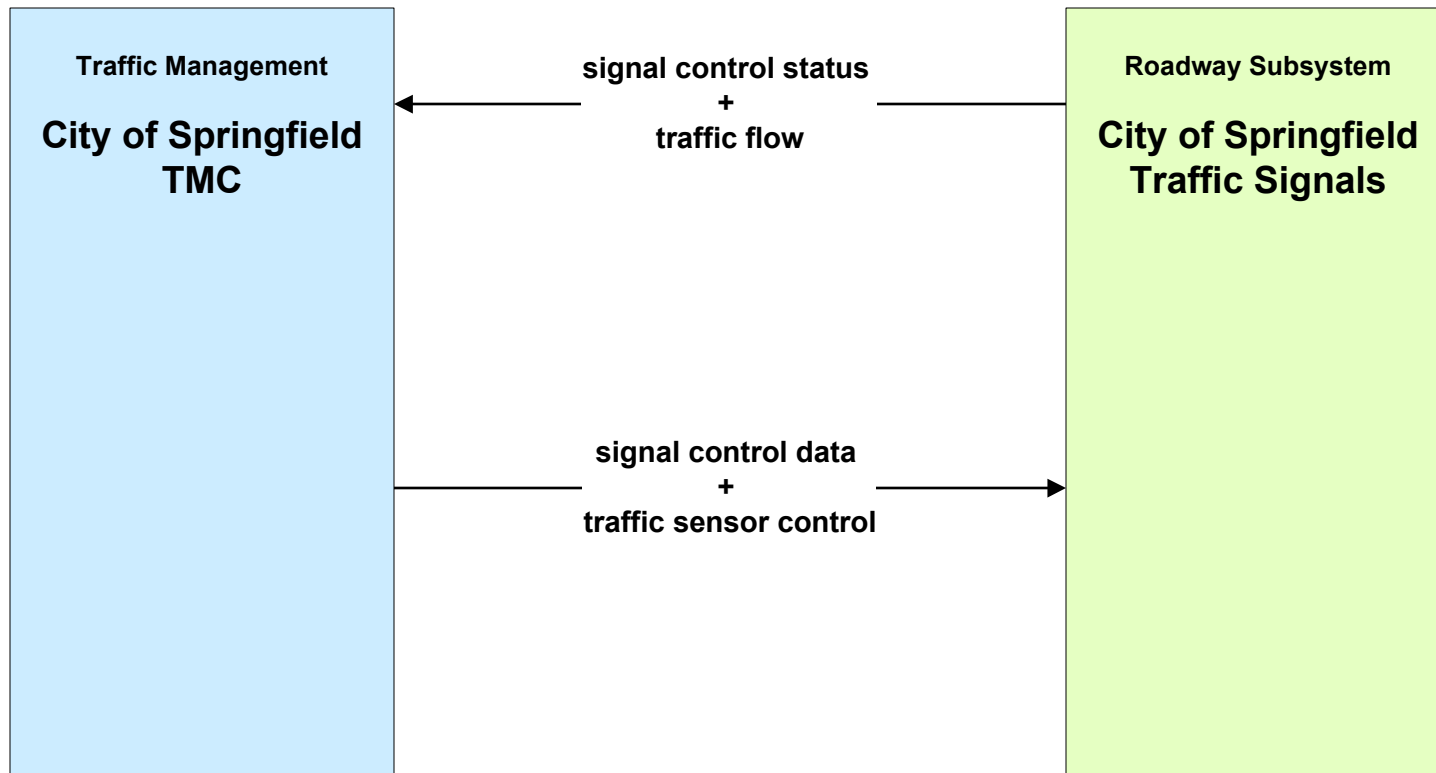 Traffic Management
City of Springfield
TMC
signal control status
+
traffic flow
Roadway Subsystem
City of Springfield
Traffic Signals
signal control data
+
traffic sensor control